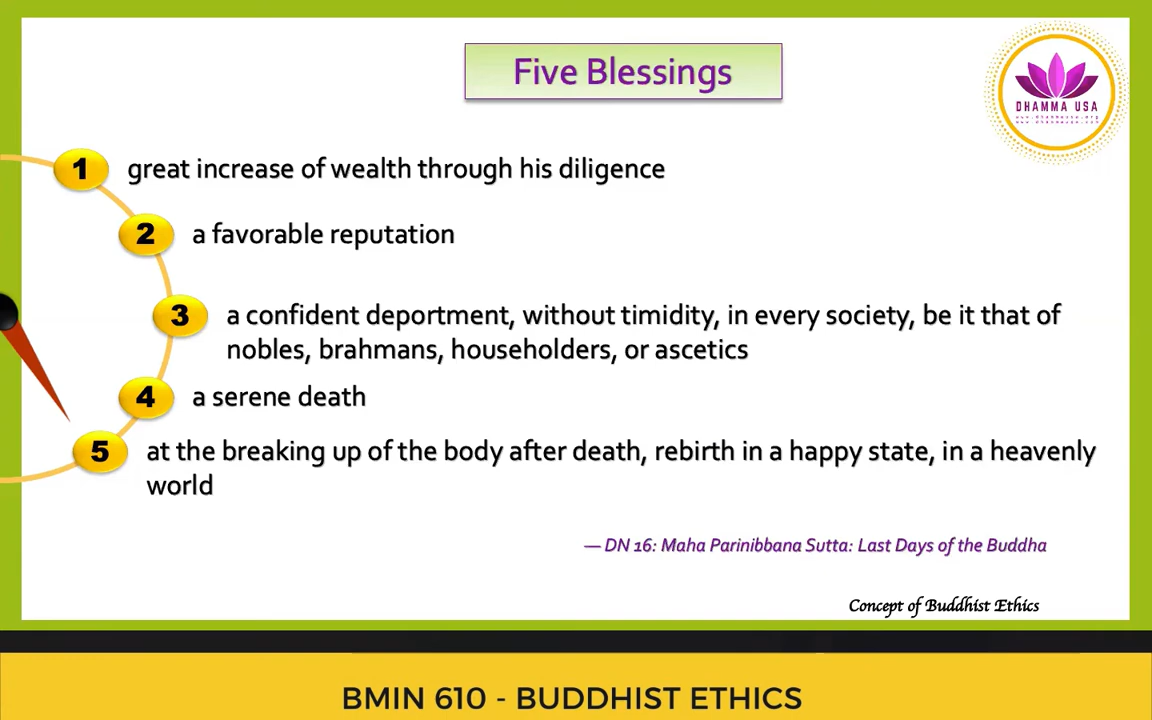 Five Blessings
DHAMMA USA
1 great increase of wealth through his diligence
2 a favorable reputation
3 a confident deportment, without timidity, in every society, be it that of
nobles, brahmans, householders, or ascetics
4 a serene death
5 at the breaking up of the body after death, rebirth in a happy state, in a heavenly
world
— DN 16: Maha Parinibbana Sutta: Last Days of the Buddha
Concept of Buddhist Ethics
BMIN 610 - BUDDHIST ETHICS